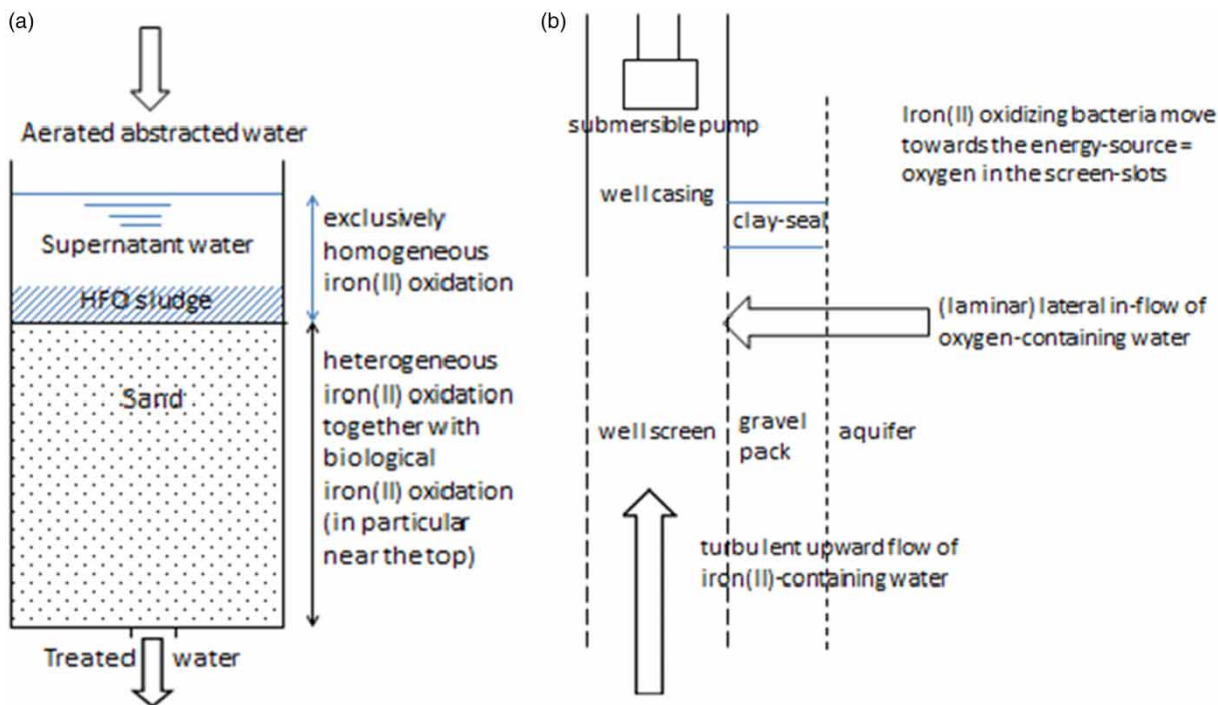 (a)
Aerated abstracted water
Supernatant water
HFO sludge
Sand
Treated water
exclusively
homogeneous
iron(II) oxidation
heterogeneous
iron(II) oxidation
together with
biological
iron(II) oxidation
(in particular
near the top)
(b)
submersible pump
well casing
clay-seal
Iron(II) oxidizing bacteria move
towards the energy-source =
oxygen in the screen-slots
(laminar) lateral in-flow of
oxygen-containing water
well screen
gravel
pack
aquifer
turbulent upward flow of
iron(II)-containing water